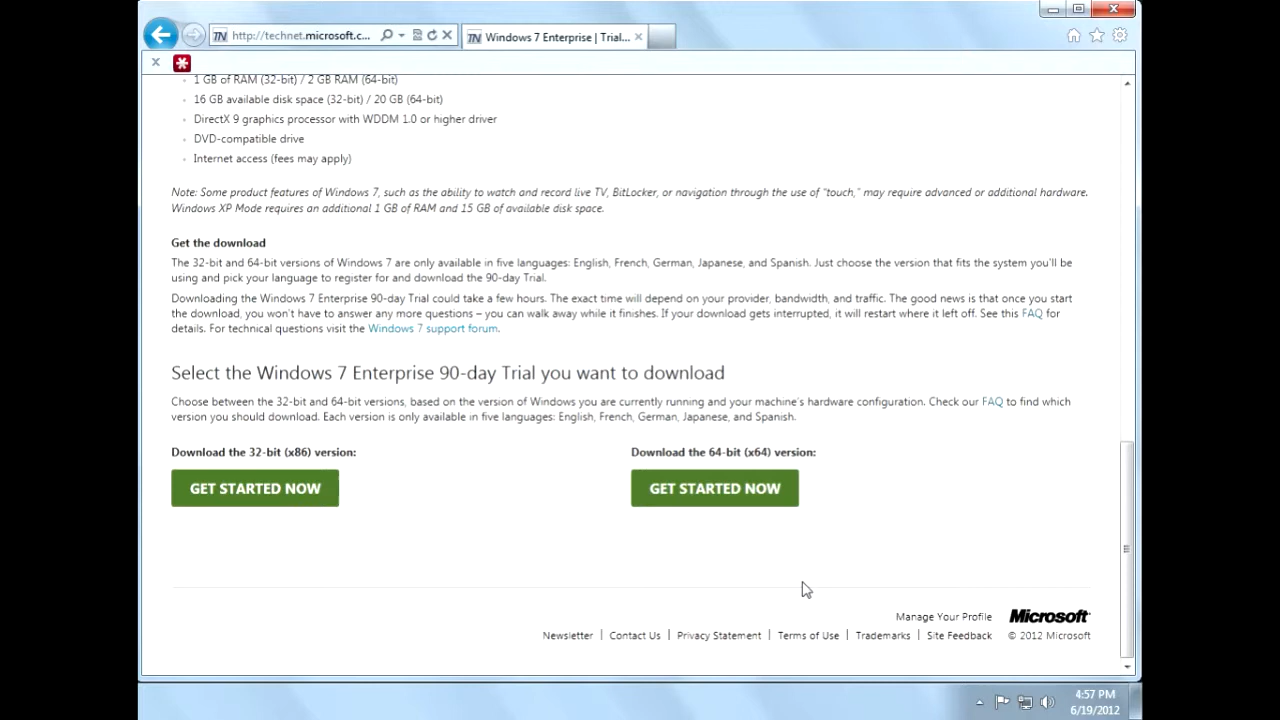 http://technet.microsoft.c...
Windows 7 Enterprise | Trial...
1 GB of RAM (32-bit) / 2 GB RAM (64-bit)
16 GB available disk space (32-bit) / 20 GB (64-bit)
DirectX 9 graphics processor with WDDM 1.0 or higher driver
DVD-compatible drive
Internet access (fees may apply)
Note: Some product features of Windows 7, such as the ability to watch and record live TV, BitLocker, or navigation through the use of "touch," may require advanced or additional hardware.
Windows XP Mode requires an additional 1 GB of RAM and 15 GB of available disk space.
Get the download
The 32-bit and 64-bit versions of Windows 7 are only available in five languages: English, French, German, Japanese, and Spanish. Just choose the version that fits the system you'll be
using and pick your language to register for and download the 90-day Trial.
Downloading the Windows 7 Enterprise 90-day Trial could take a few hours. The exact time will depend on your provider, bandwidth, and traffic. The good news is that once you start
the download, you won't have to answer any more questions – you can walk away while it finishes. If your download gets interrupted, it will restart where it left off. See this FAQ for
details. For technical questions visit the Windows 7 support forum.
Select the Windows 7 Enterprise 90-day Trial you want to download
Choose between the 32-bit and 64-bit versions, based on the version of Windows you are currently running and your machine's hardware configuration. Check our FAQ to find which
version you should download. Each version is only available in five languages: English, French, German, Japanese, and Spanish.
Download the 32-bit (x86) version:
Download the 64-bit (x64) version:
GET STARTED NOW
GET STARTED NOW
Manage Your Profile
Microsoft
Newsletter | Contact Us | Privacy Statement | Terms of Use | Trademarks | Site Feedback
© 2012 Microsoft
4:57 PM
6/19/2012